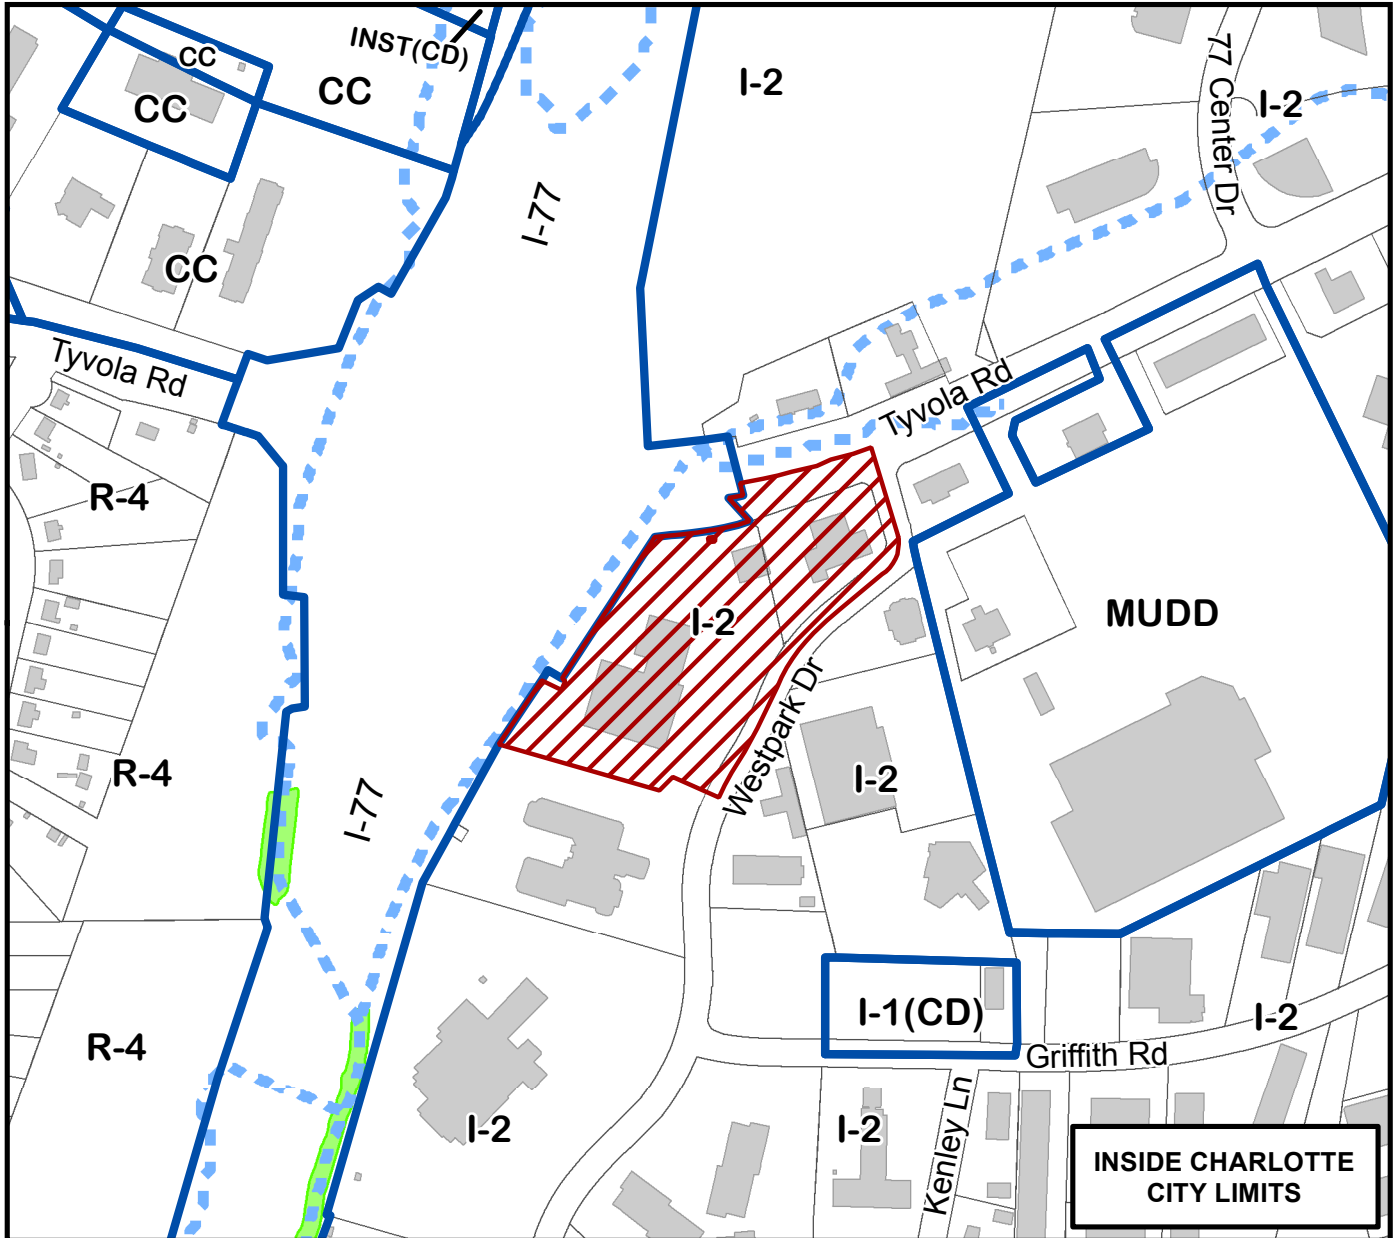 INST(CD)
CC
CC
CC
I-2
77 Center Dr
I-2
I-77
CC
Tyvola Rd
Tyvola Rd
R-4
MUDD
I-2
Westpark Dr
R-4
I-77
I-2
I-1(CD)
I-2
R-4
Griffith Rd
I-2
I-2
Kenley Ln
INSIDE CHARLOTTE
CITY LIMITS